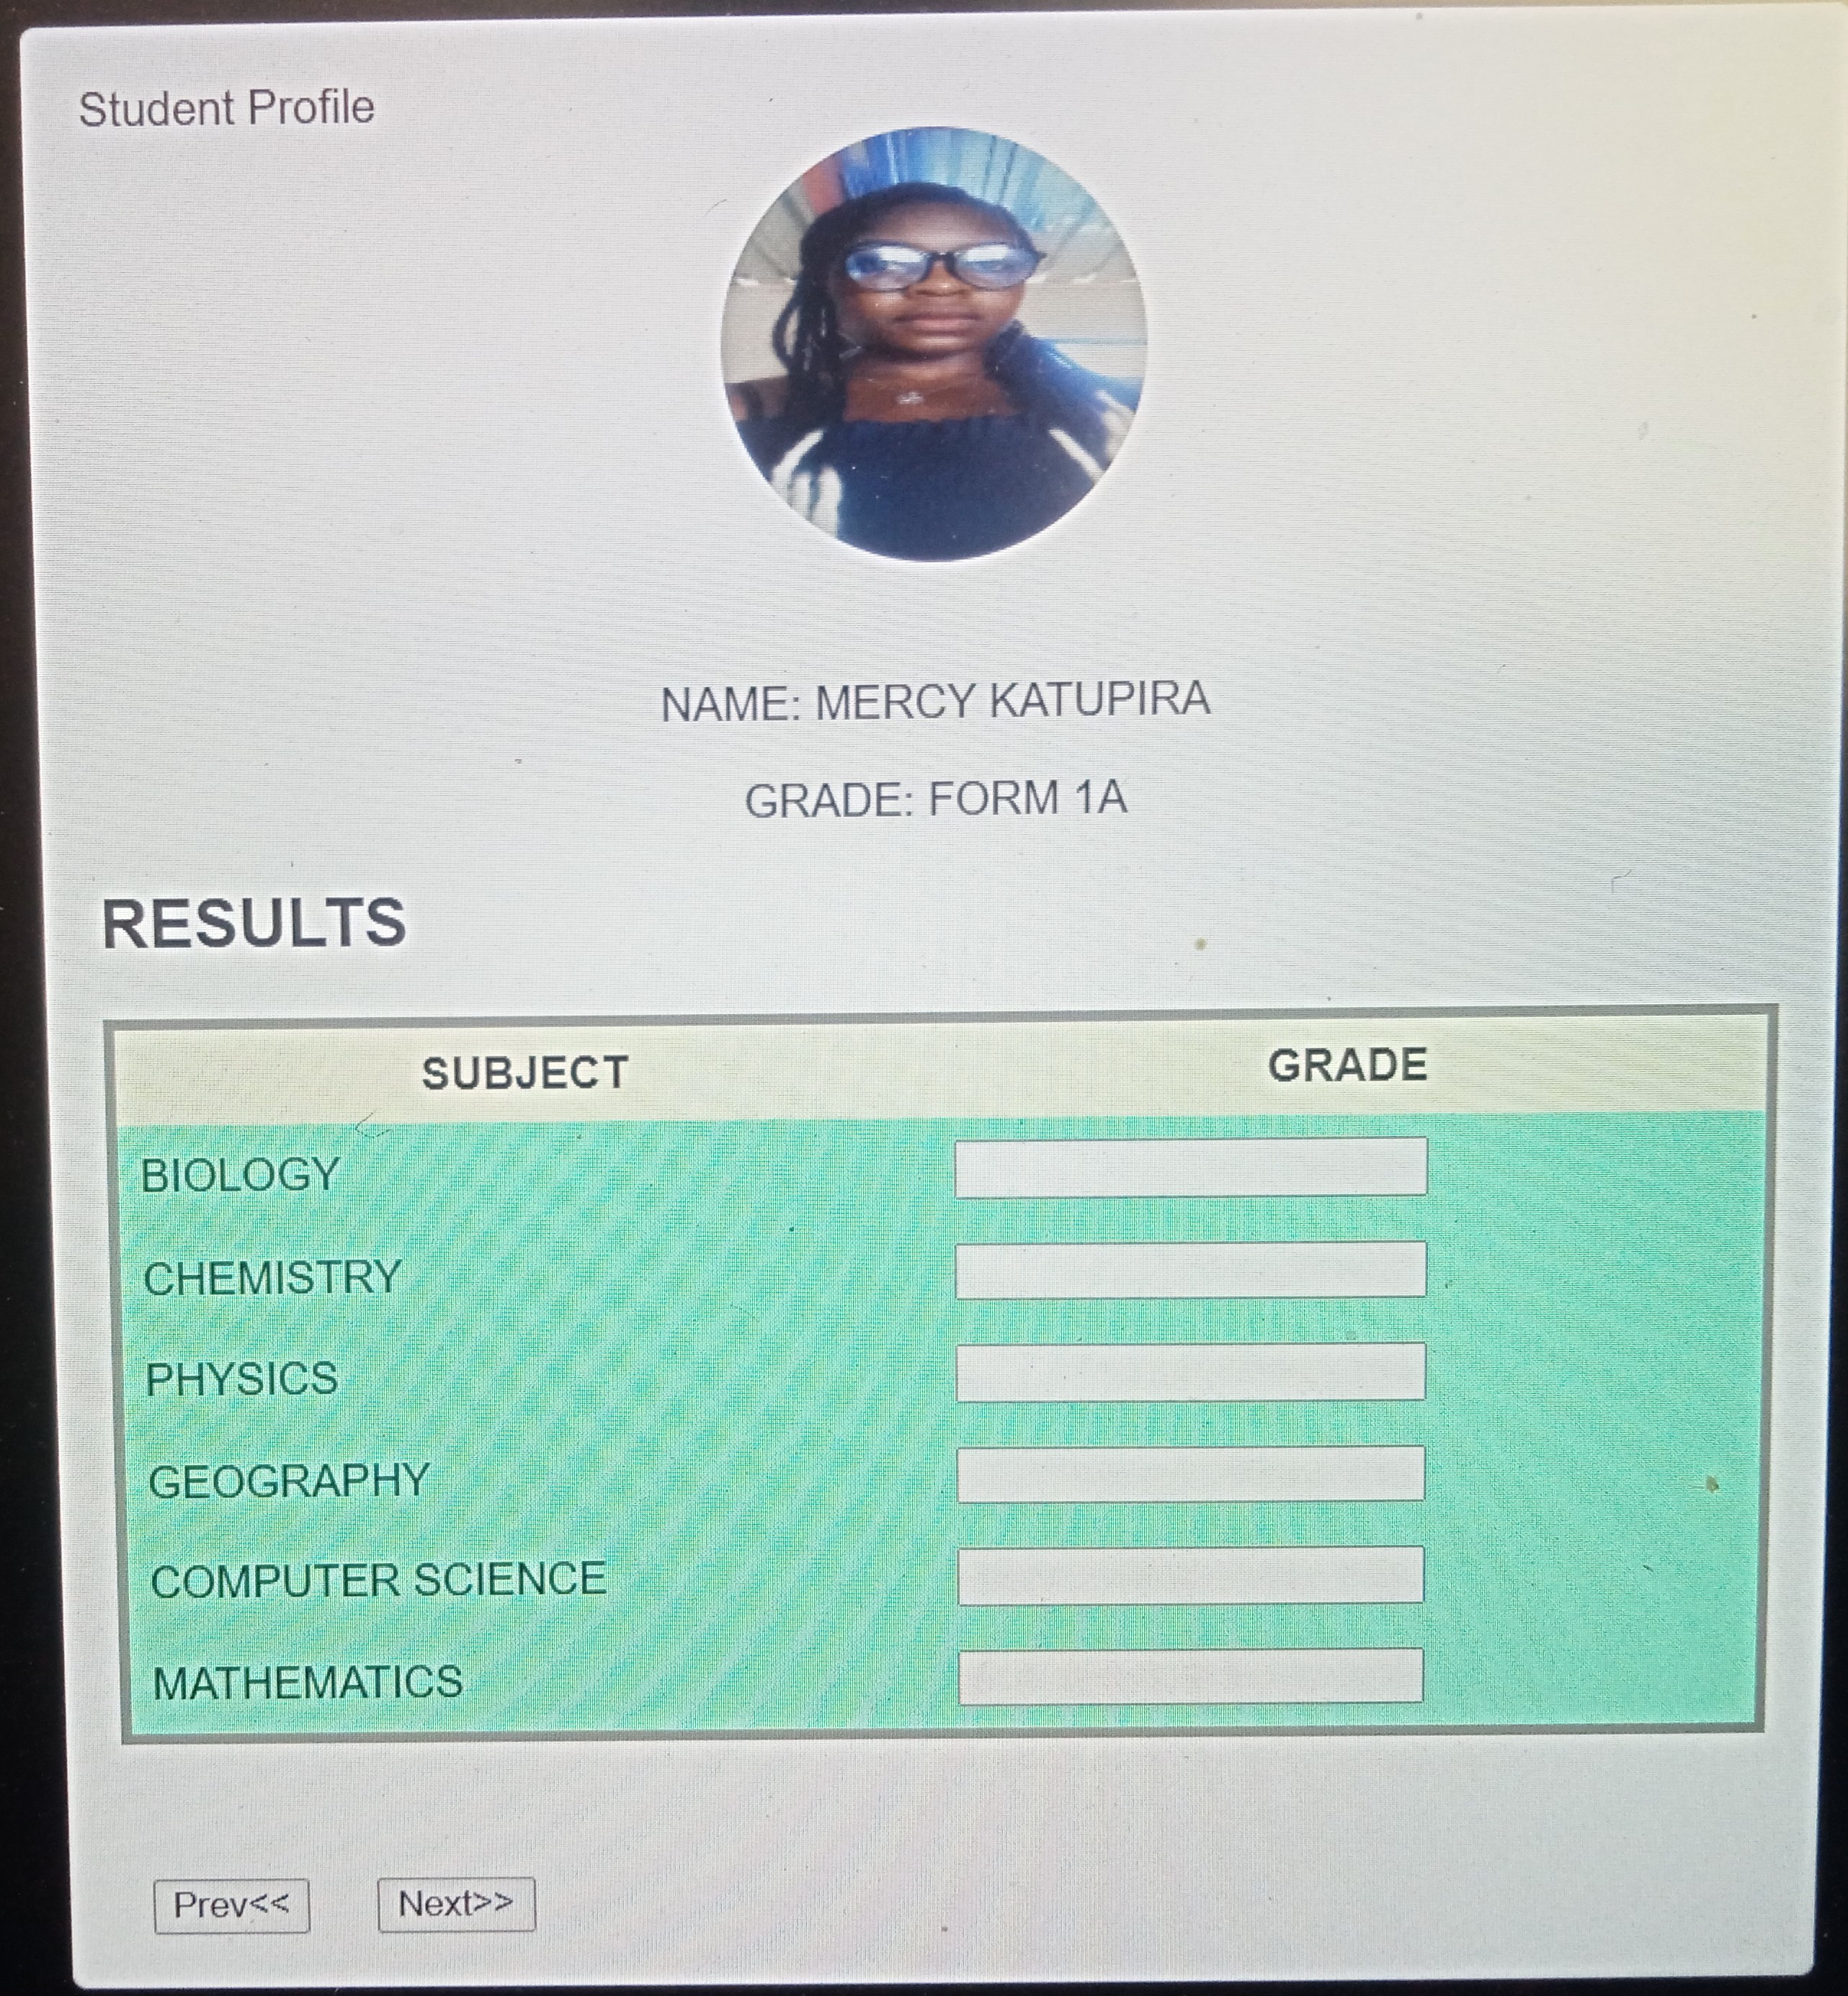 Student Profile
NAME: MERCY KATUPIRA
GRADE: FORM 1A
RESULTS
SUBJECT GRADE
BIOLOGY
CHEMISTRY
PHYSICS
GEOGRAPHY
COMPUTER SCIENCE
MATHEMATICS
Prev<< Next>>